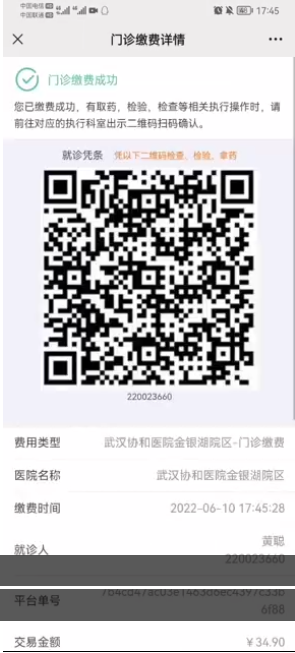 中国电信
中国联通
17:45
门诊缴费详情
门诊缴费成功
您已缴费成功，有取药，检验，检查等相关执行操作时，请
前往对应的执行科室出示二维码扫码确认。
就诊凭条 凭以下二维码检查、检验、拿药
220023660
费用类型 武汉协和医院金银湖院区-门诊缴费
医院名称 武汉协和医院金银湖院区
缴费时间 2022-06-10 17:45:28
就诊人 黄聪
220023660
平台单号
6f88
交易金额 ￥34.90